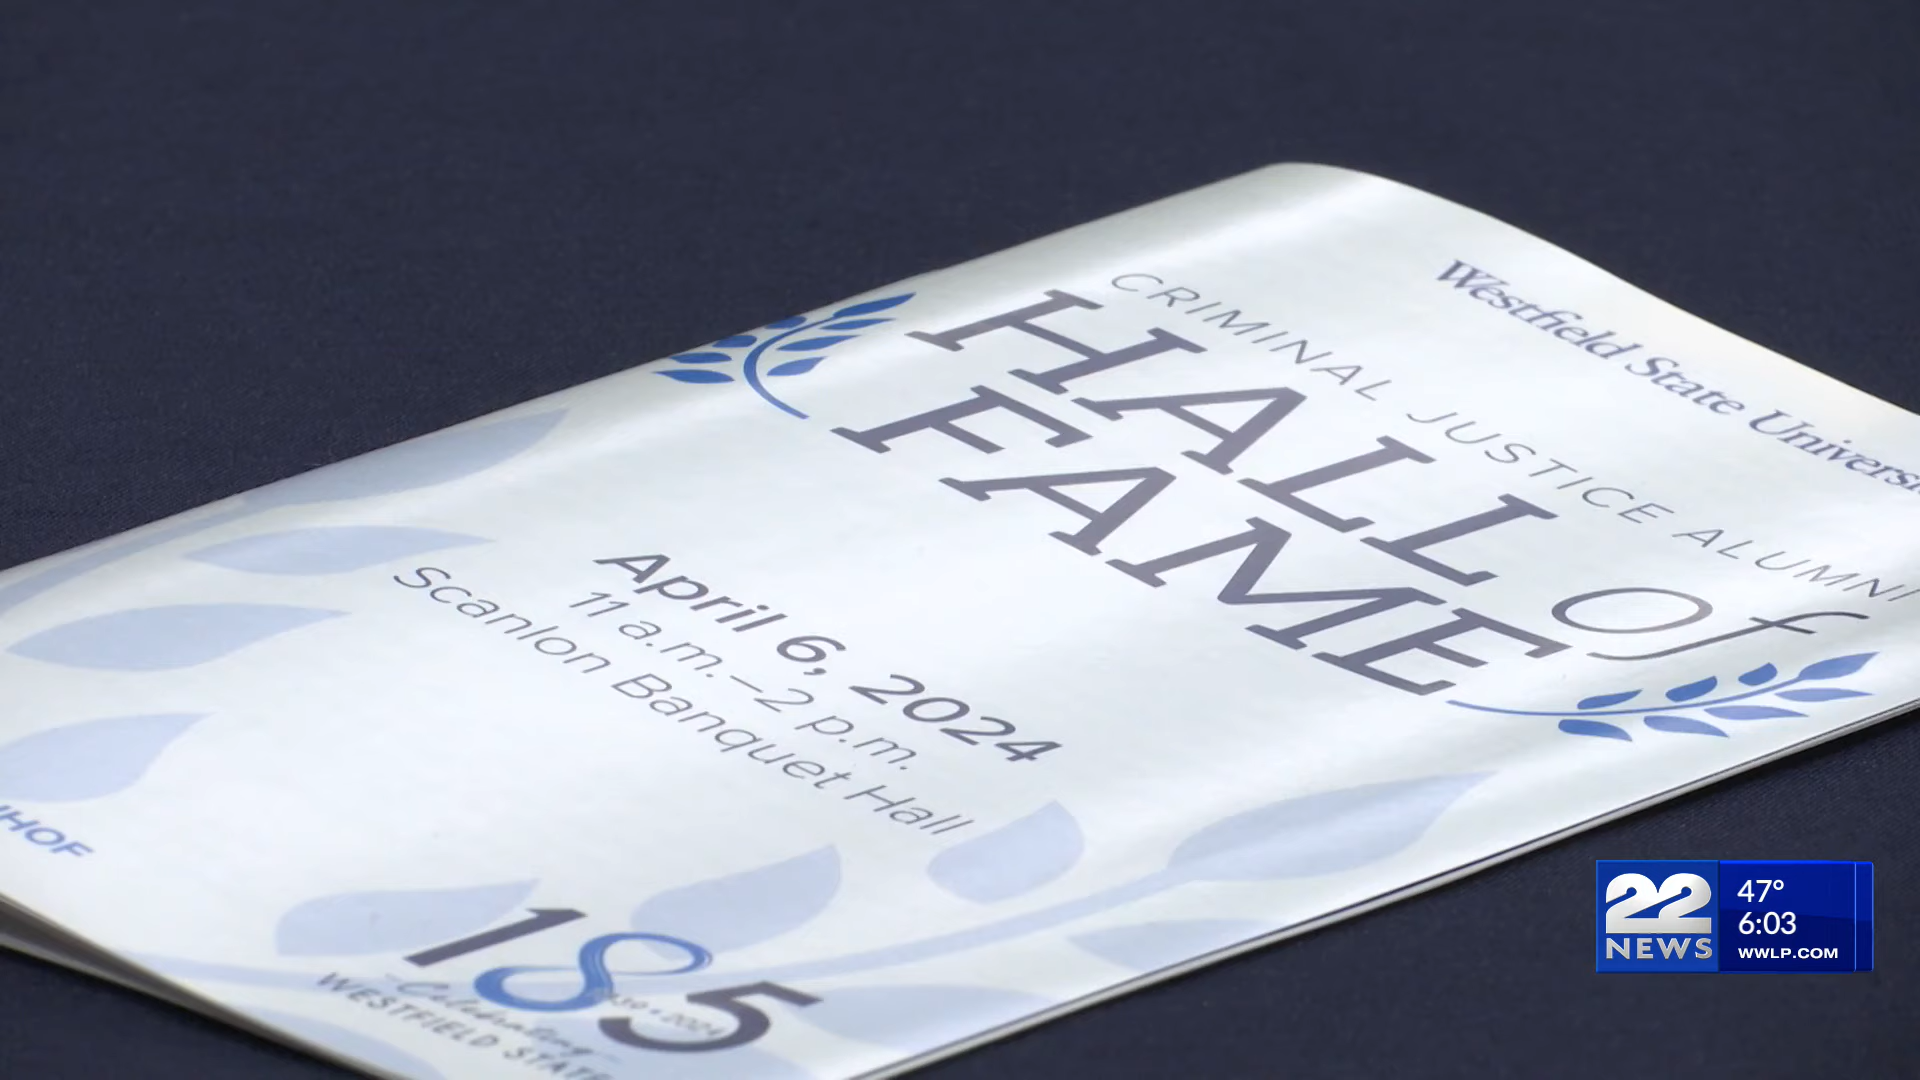 Westfield State Universi
CRIMINAL JUSTICE ALUMNI
HALL of
FAME
April 6, 2024
11 a.m.–2 p.m.
Scanlon Banquet Hall
HOF
185
Celebrating
WESTFIELD STATE
22
NEWS
47°
6:03
WWLP.COM